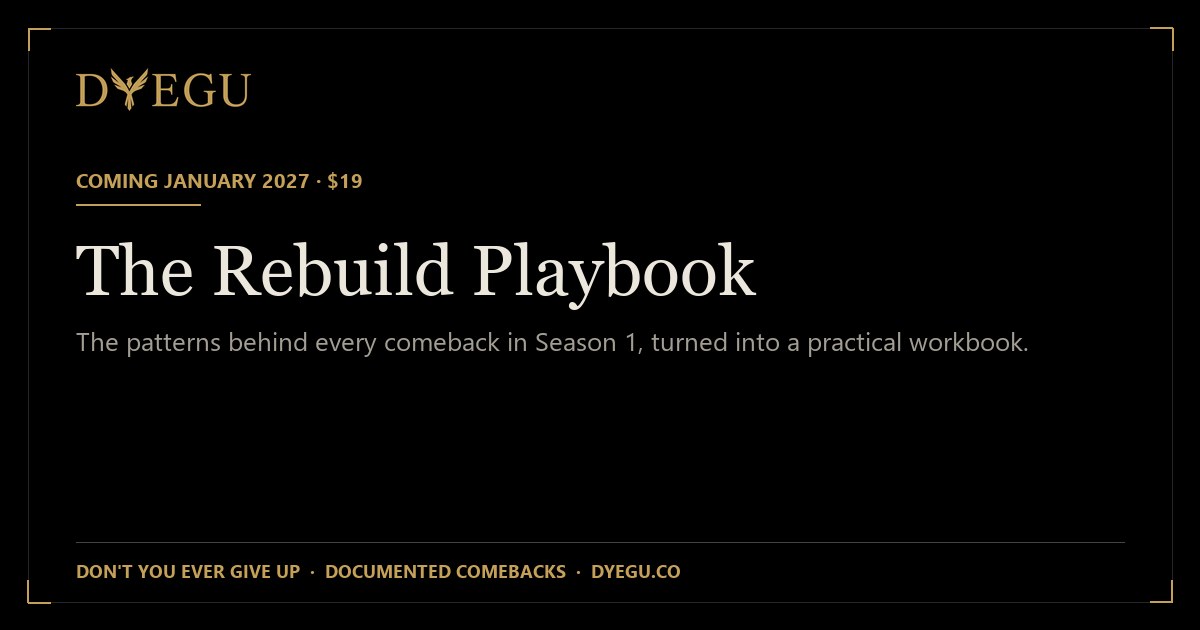 DYEGU
COMING JANUARY 2027 · $19
The Rebuild Playbook
The patterns behind every comeback in Season 1, turned into a practical workbook.
DON'T YOU EVER GIVE UP · DOCUMENTED COMEBACKS · DYEGU.CO